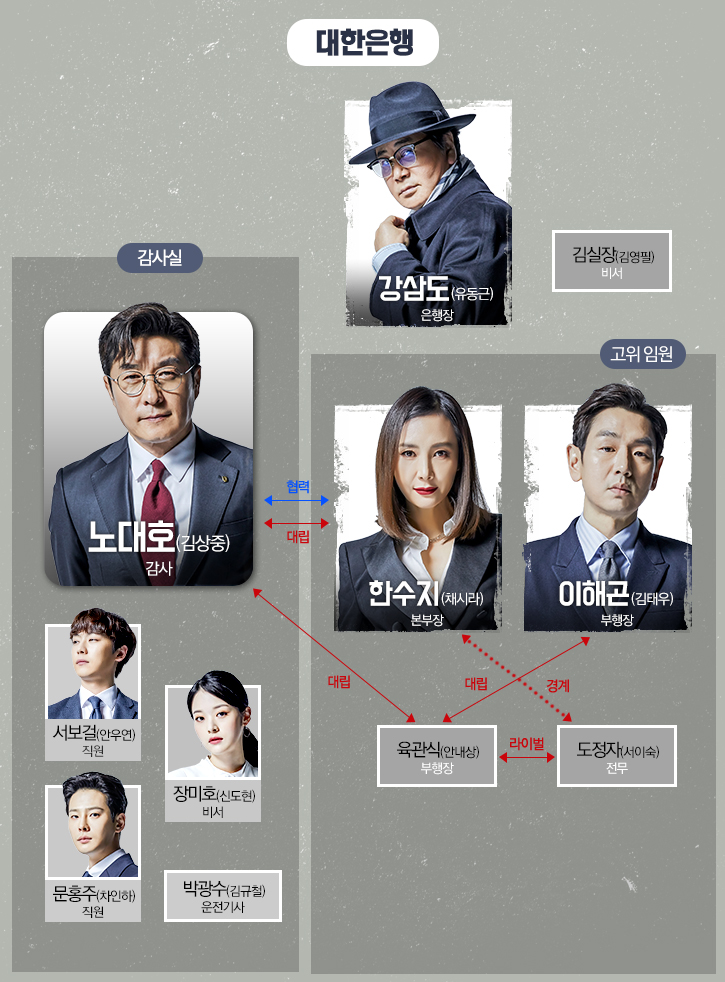 대한은행
강삼도(유동근)
은행장
김실장(김영필)
비서
감사실
노대호(김상중)
감사
서보걸(안우연)
직원
장미호(신도현)
비서
문홍주(차인하)
직원
박광수(김규철)
운전기사
고위 임원
협력
대립
한수지(채시라)
본부장
이해곤(김태우)
부행장
대립
대립
경계
육관식(안내상)
부행장
라이벌
도정자(서이숙)
전무